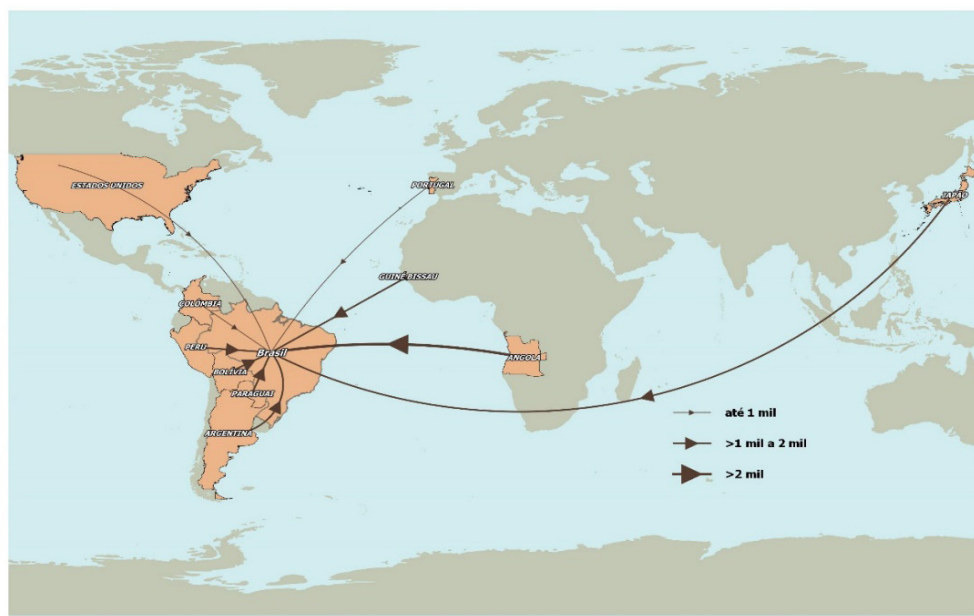 ESTADOS UNIDOS
PORTUGAL
JAPÃO
GUINÉ BISSAU
COLÔMBIA
PERU
Brasil
ANGOLA
BOLÍVIA
PARAGUAI
ARGENTINA
até 1 mil
>1 mil a 2 mil
>2 mil